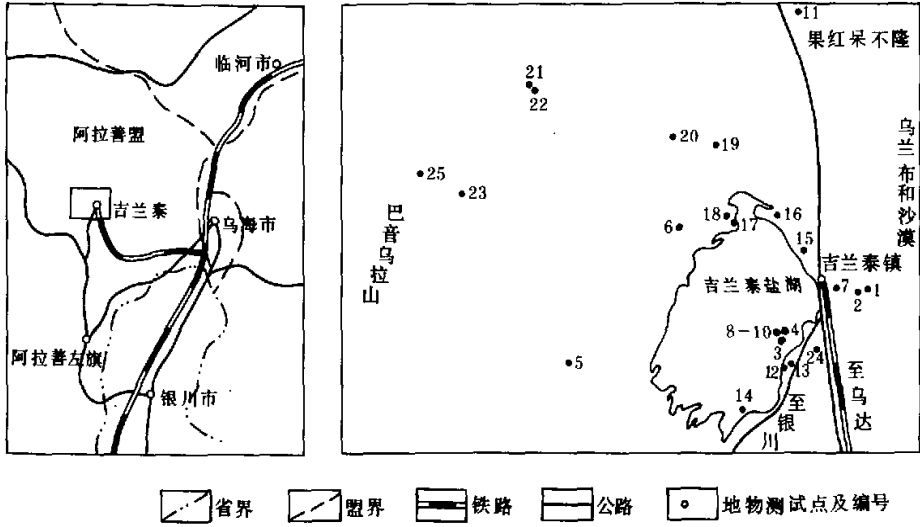 临河市
阿拉善盟
吉兰泰
乌海市
阿拉善左旗
银川市
11
果红呆不隆
21
22
20
19
乌兰布和沙漠
25
23
巴音乌拉山
18
17
16
6
15
吉兰泰镇
吉兰泰盐湖
7
2
1
8-10
4
3
24
5
12
13
14
至银川
至乌达
省界
盟界
铁路
公路
地物测试点及编号